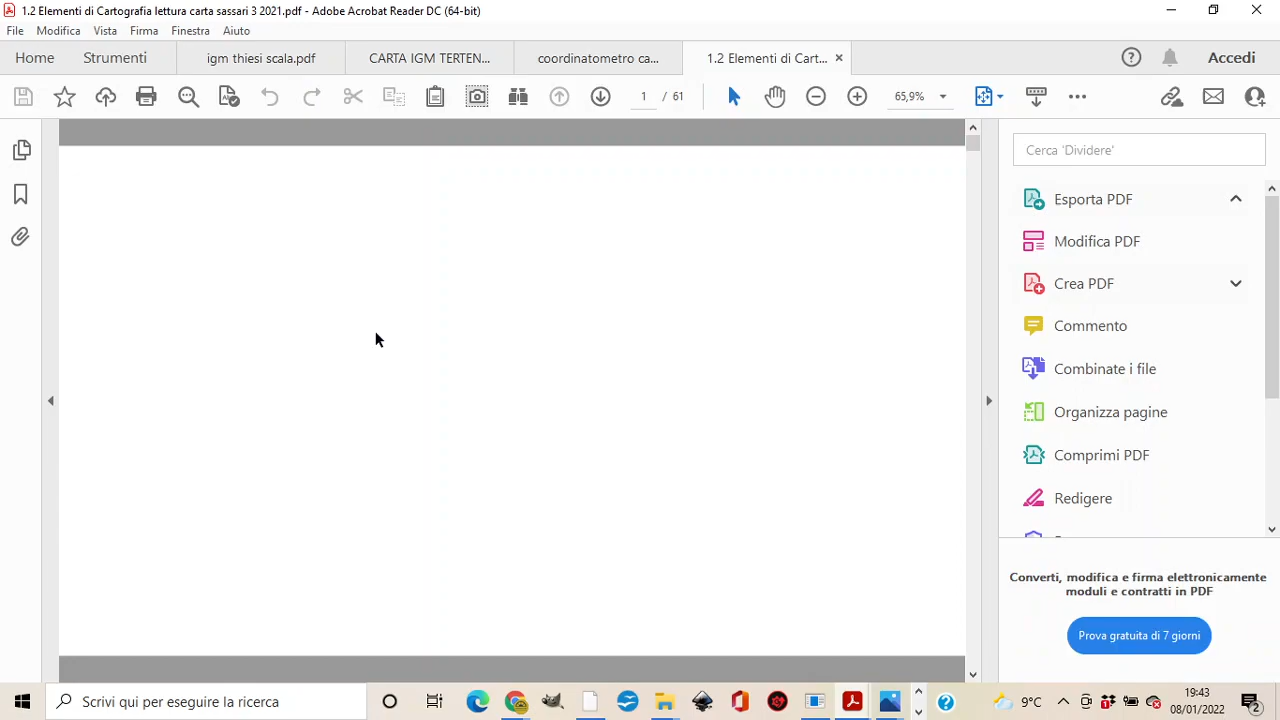 1.2 Elementi di Cartografia lettura carta sassari 3 2021.pdf - Adobe Acrobat Reader DC (64-bit)
File Modifica Vista Firma Finestra Aiuto
Home Strumenti igm thiesi scala.pdf CARTA IGM TERTEN... coordinatometro ca... 1.2 Elementi di Cart... × Accedi
1 / 61 65,9%
Cerca 'Dividere'
Esporta PDF
Modifica PDF
Crea PDF
Commento
Combinate i file
Organizza pagine
Comprimi PDF
Redigere
Converti, modifica e firma elettronicamente
moduli e contratti in PDF
Prova gratuita di 7 giorni
Scrivi qui per eseguire la ricerca
9°C
19:43
08/01/2022
2